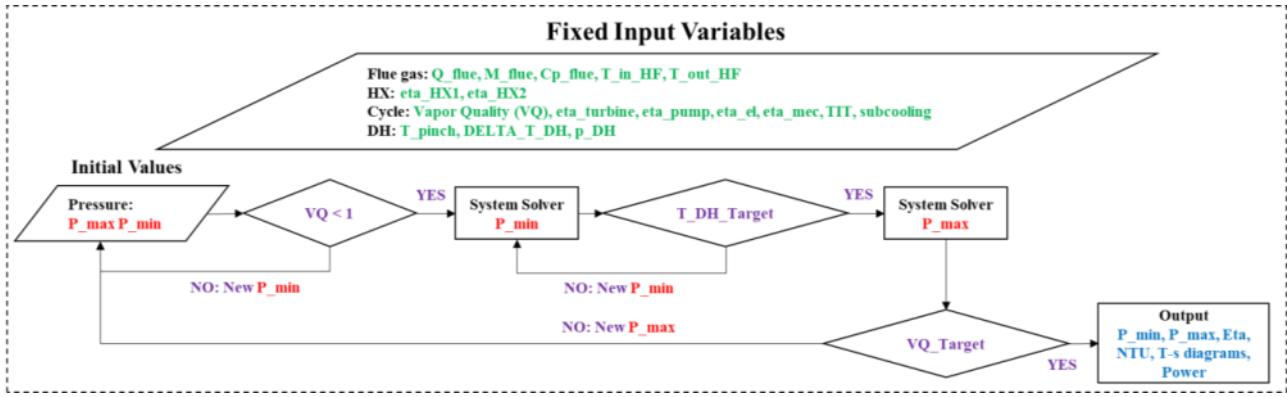 Fixed Input Variables
Flue gas: Q_flue, M_flue, Cp_flue, T_in_HF, T_out_HF
HX: eta_HX1, eta_HX2
Cycle: Vapor Quality (VQ), eta_turbine, eta_pump, eta_el, eta_mec, TIT, subcooling
DH: T_pinch, DELTA_T_DH, p_DH
Initial Values
Pressure:
P_max P_min
VQ < 1
YES
System Solver
P_min
T_DH_Target
YES
System Solver
P_max
NO: New P_min
NO: New P_min
NO: New P_max
VQ_Target
YES
Output
P_min, P_max, Eta,
NTU, T-s diagrams,
Power